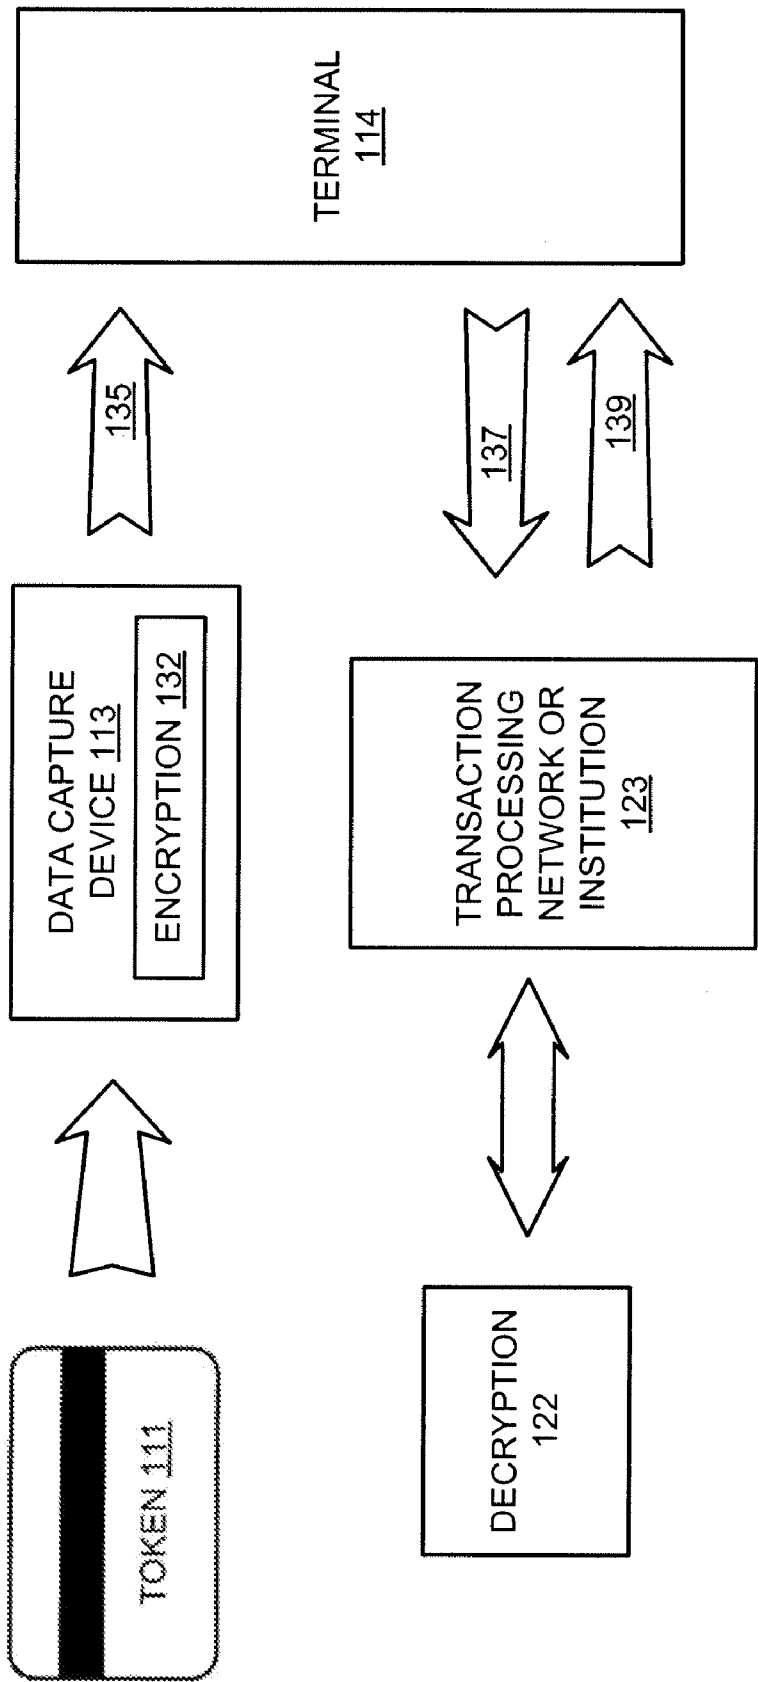 TOKEN 111
DATA CAPTURE
DEVICE 113
ENCRYPTION 132
135
TERMINAL
114
DECRYPTION
122
TRANSACTION
PROCESSING
NETWORK OR
INSTITUTION
123
137
139